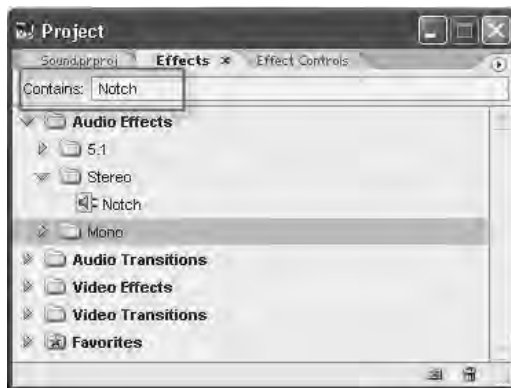 Project
Sound.prproj Effects × Effect Controls
Contains: Notch
Audio Effects
5.1
Stereo
Notch
Mono
Audio Transitions
Video Effects
Video Transitions
Favorites